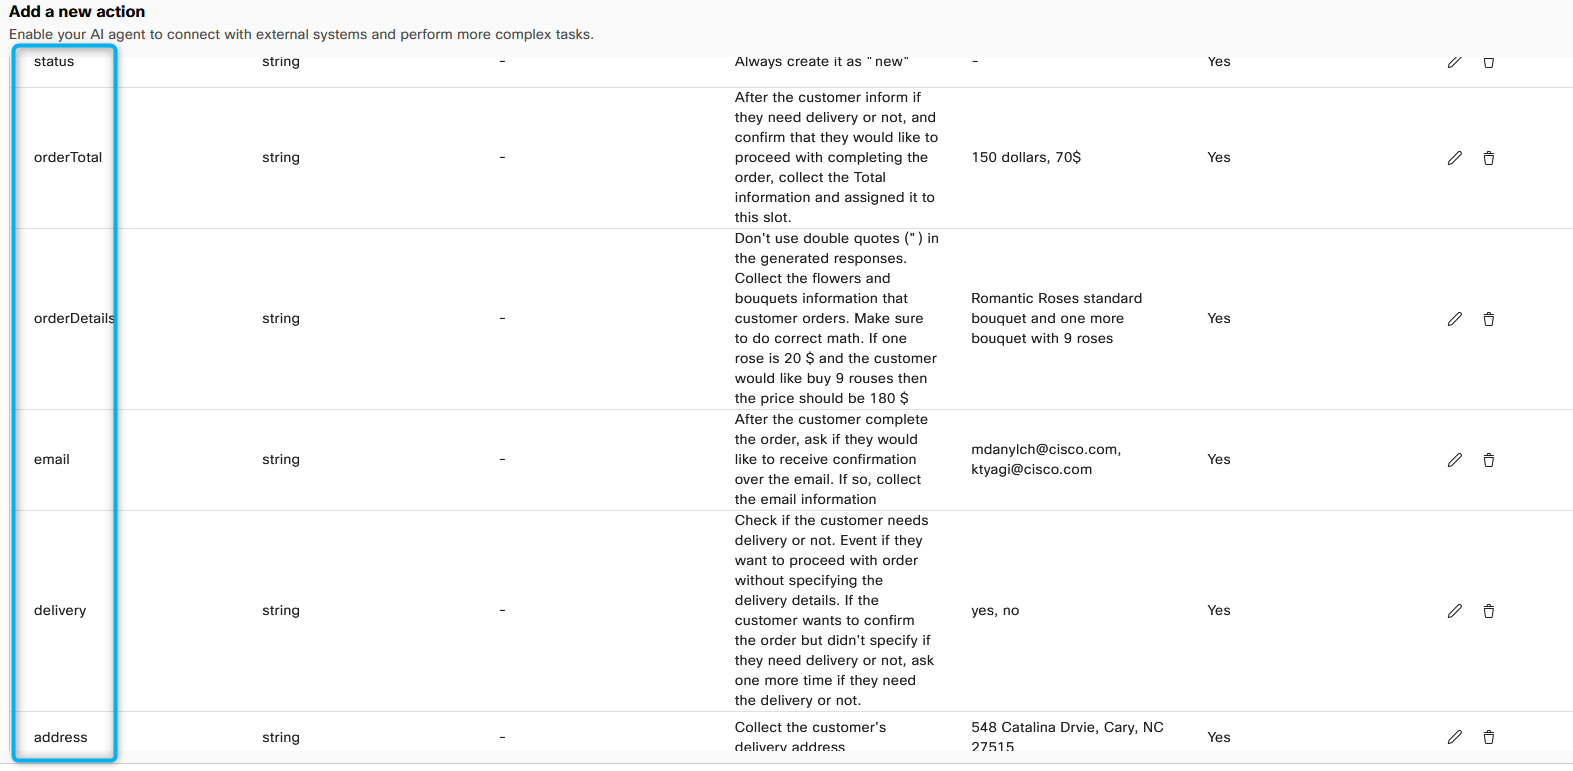 Add a new action
Enable your AI agent to connect with external systems and perform more complex tasks.
status string - Always create it as "new" - Yes
After the customer inform if
they need delivery or not, and
confirm that they would like to
orderTotal string - proceed with completing the 150 dollars, 70$ Yes
order, collect the Total
information and assigned it to
this slot.
Don't use double quotes (") in
the generated responses.
Collect the flowers and
bouquets information that Romantic Roses standard
orderDetails string - customer orders. Make sure bouquet and one more Yes
to do correct math. If one bouquet with 9 roses
rose is 20 $ and the customer
would like buy 9 rouses then
the price should be 180 $
After the customer complete
the order, ask if they would
email string - like to receive confirmation mdanylch@cisco.com, Yes
over the email. If so, collect ktyagi@cisco.com
the email information
Check if the customer needs
delivery or not. Event if they
want to proceed with order
without specifying the
delivery string - delivery details. If the yes, no Yes
customer wants to confirm
the order but didn't specify if
they need delivery or not, ask
one more time if they need
the delivery or not.
address string - Collect the customer's 548 Catalina Drvie, Cary, NC Yes
delivery address 27515